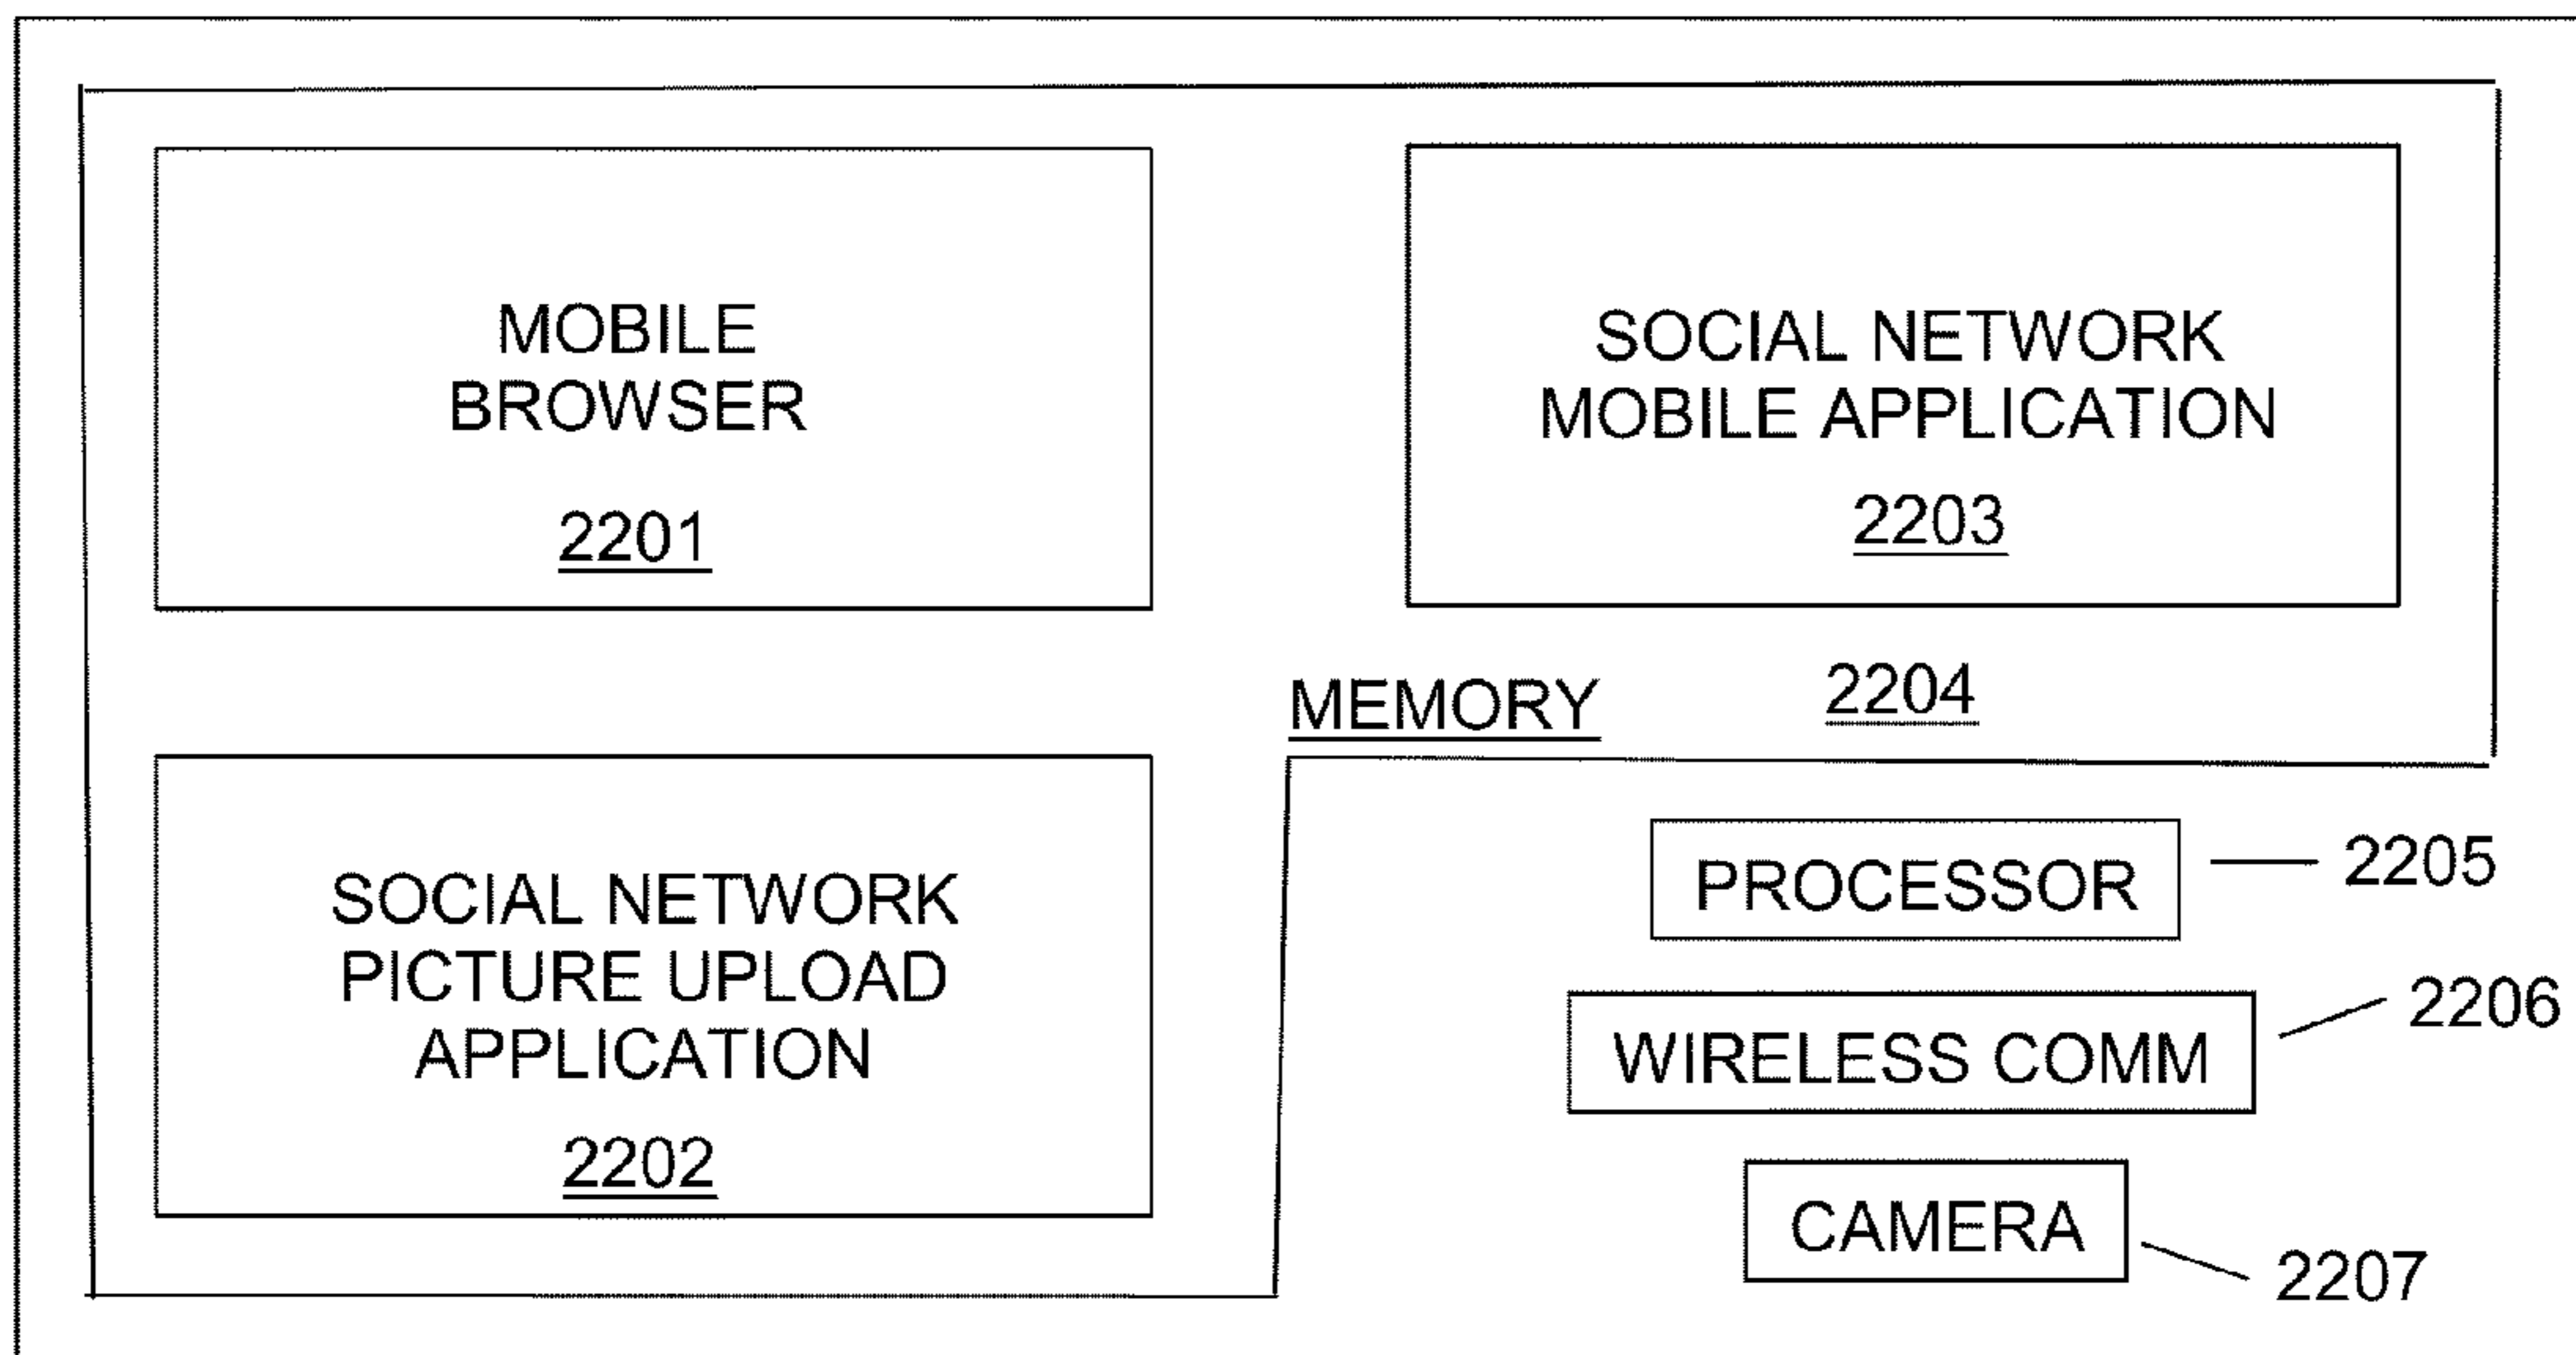 MOBILE
BROWSER
2201
SOCIAL NETWORK
MOBILE APPLICATION
2203
MEMORY
2204
SOCIAL NETWORK
PICTURE UPLOAD
APPLICATION
2202
PROCESSOR
2205
WIRELESS COMM
2206
CAMERA
2207